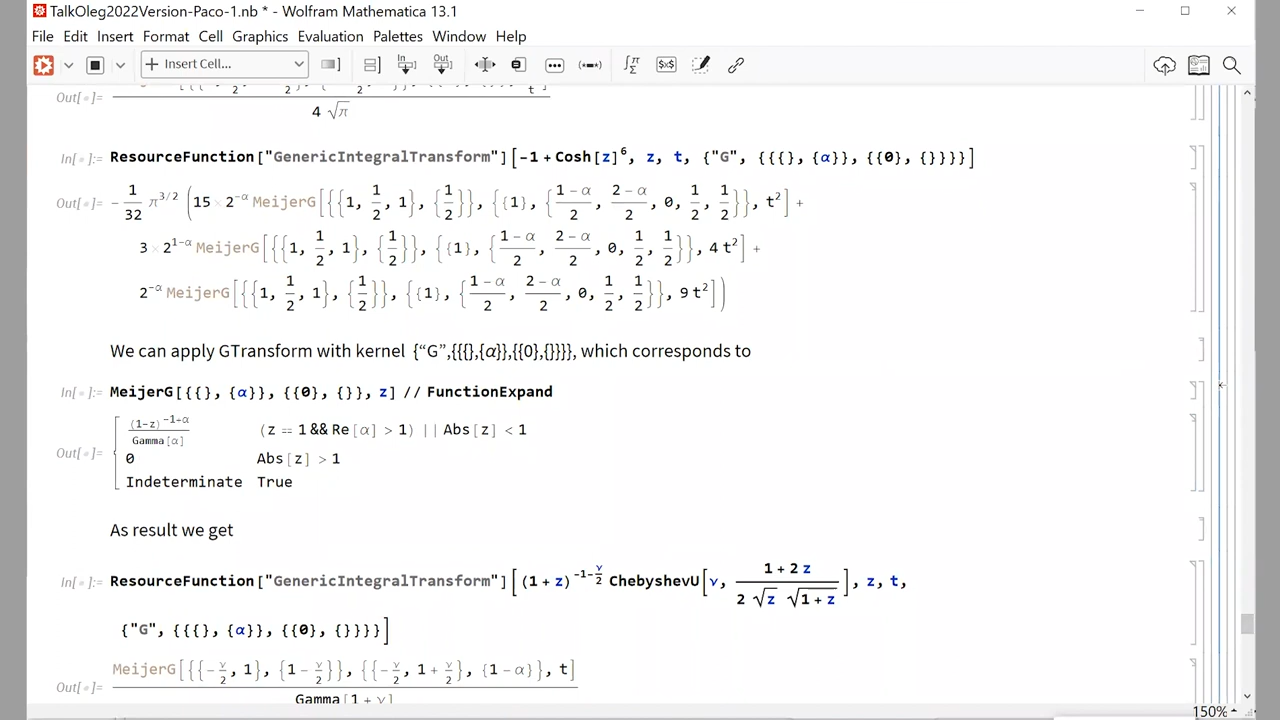 TalkOleg2022Version-Paco-1.nb * - Wolfram Mathematica 13.1
File Edit Insert Format Cell Graphics Evaluation Palettes Window Help
Insert Cell...
Out[∘]= 4 √π
In[∘]:= ResourceFunction["GenericIntegralTransform"][-1 + Cosh[z]^6, z, t, {"G", {{{}, {α}}, {{0}, {}}}}]
Out[∘]= - 1/32 π^3/2 (15 × 2^-α MeijerG[{{1, 1/2, 1}, {1/2}}, {{1}, {1-α/2, 2-α/2, 0, 1/2, 1/2}}, t^2] +
3 × 2^1-α MeijerG[{{1, 1/2, 1}, {1/2}}, {{1}, {1-α/2, 2-α/2, 0, 1/2, 1/2}}, 4 t^2] +
2^-α MeijerG[{{1, 1/2, 1}, {1/2}}, {{1}, {1-α/2, 2-α/2, 0, 1/2, 1/2}}, 9 t^2])
We can apply GTransform with kernel {“G”,{{{},{α}},{{0},{}}}}, which corresponds to
In[∘]:= MeijerG[{{}, {α}}, {{0}, {}}, z] // FunctionExpand
(1-z)^-1+α/Gamma[α] (z == 1 && Re[α] > 1) || Abs[z] < 1
Out[∘]= 0 Abs[z] > 1
Indeterminate True
As result we get
In[∘]:= ResourceFunction["GenericIntegralTransform"][(1 + z)^-1-ν/2 ChebyshevU[ν, 1 + 2 z/2 √z √1 + z], z, t,
{"G", {{{}, {α}}, {{0}, {}}}}]
MeijerG[{{-ν/2, 1}, {1-ν/2}}, {{-ν/2, 1+ν/2}, {1-α}}, t]
Out[∘]= Gamma[1 + ν]
150%